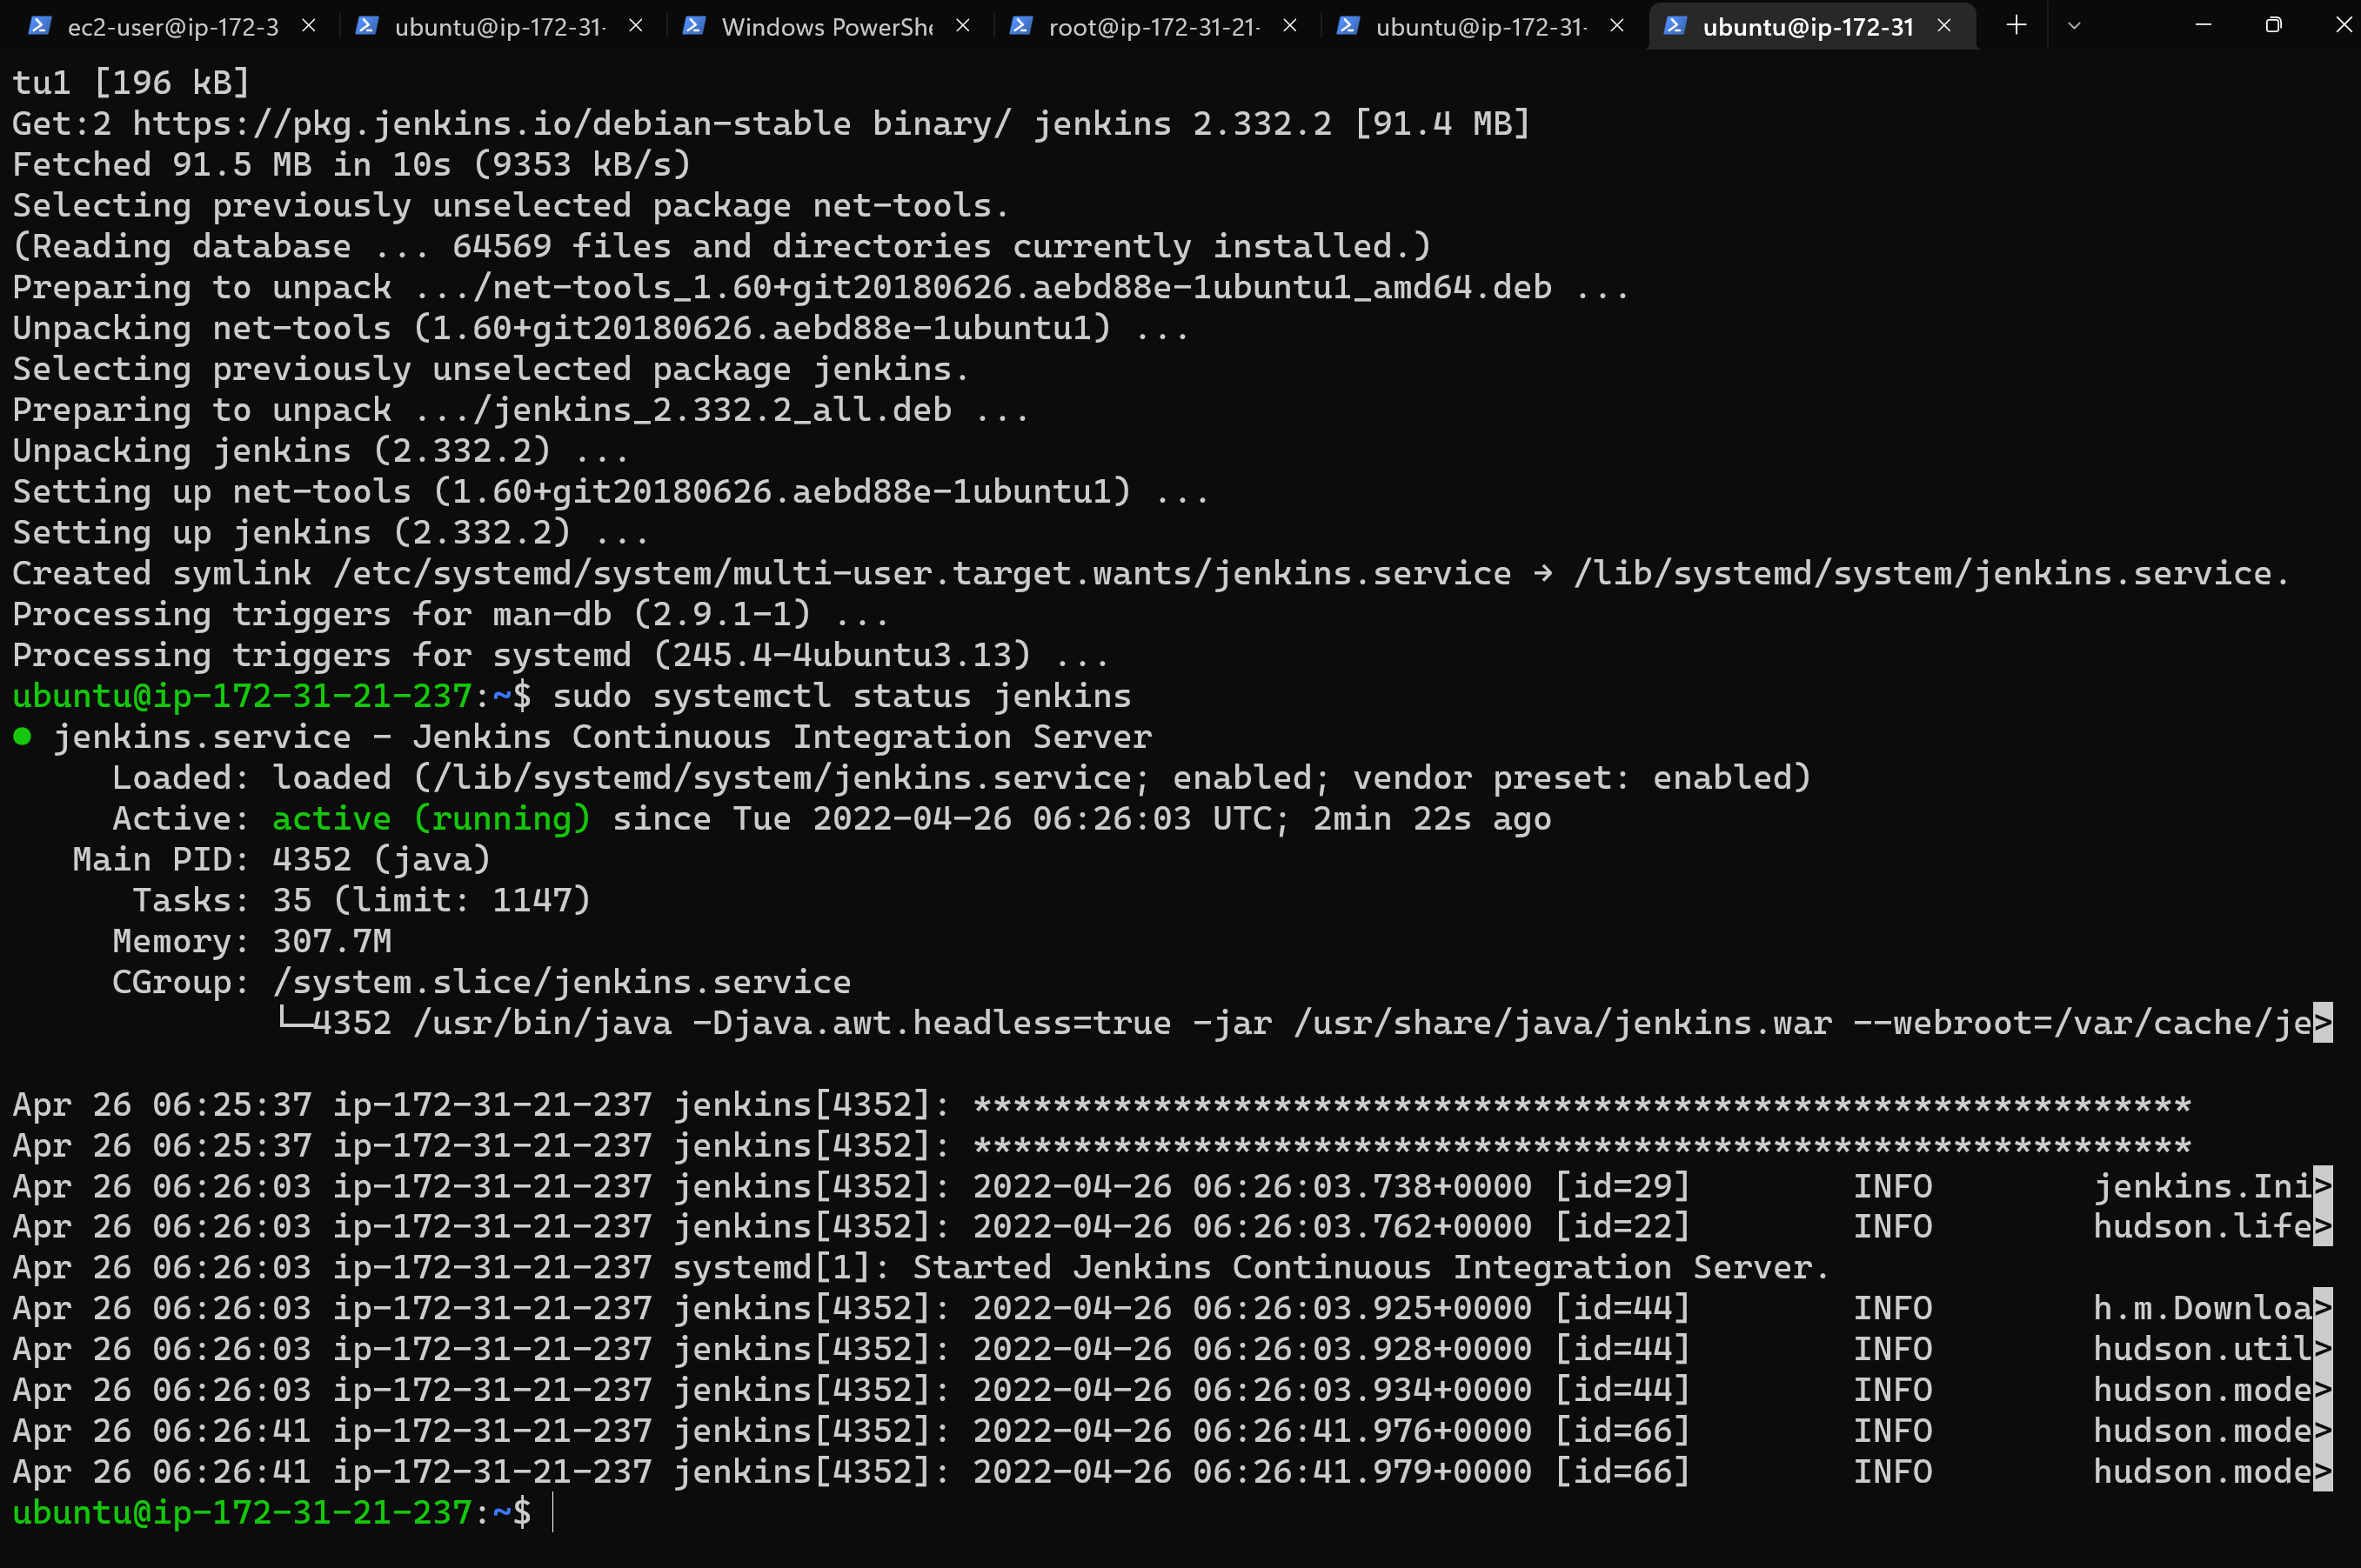 ec2-user@ip-172-3
ubuntu@ip-172-31-
Windows PowerShe
root@ip-172-31-21-
ubuntu@ip-172-31-
ubuntu@ip-172-31
tu1 [196 kB]
Get:2 https://pkg.jenkins.io/debian-stable binary/ jenkins 2.332.2 [91.4 MB]
Fetched 91.5 MB in 10s (9353 kB/s)
Selecting previously unselected package net-tools.
(Reading database ... 64569 files and directories currently installed.)
Preparing to unpack .../net-tools_1.60+git20180626.aebd88e-1ubuntu1_amd64.deb ...
Unpacking net-tools (1.60+git20180626.aebd88e-1ubuntu1) ...
Selecting previously unselected package jenkins.
Preparing to unpack .../jenkins_2.332.2_all.deb ...
Unpacking jenkins (2.332.2) ...
Setting up net-tools (1.60+git20180626.aebd88e-1ubuntu1) ...
Setting up jenkins (2.332.2) ...
Created symlink /etc/systemd/system/multi-user.target.wants/jenkins.service → /lib/systemd/system/jenkins.service.
Processing triggers for man-db (2.9.1-1) ...
Processing triggers for systemd (245.4-4ubuntu3.13) ...
ubuntu@ip-172-31-21-237:~$ sudo systemctl status jenkins
● jenkins.service - Jenkins Continuous Integration Server
Loaded: loaded (/lib/systemd/system/jenkins.service; enabled; vendor preset: enabled)
Active: active (running) since Tue 2022-04-26 06:26:03 UTC; 2min 22s ago
Main PID: 4352 (java)
Tasks: 35 (limit: 1147)
Memory: 307.7M
CGroup: /system.slice/jenkins.service
└─4352 /usr/bin/java -Djava.awt.headless=true -jar /usr/share/java/jenkins.war --webroot=/var/cache/je>
Apr 26 06:25:37 ip-172-31-21-237 jenkins[4352]: *************************************************************
Apr 26 06:25:37 ip-172-31-21-237 jenkins[4352]: *************************************************************
Apr 26 06:26:03 ip-172-31-21-237 jenkins[4352]: 2022-04-26 06:26:03.738+0000 [id=29] INFO jenkins.Ini>
Apr 26 06:26:03 ip-172-31-21-237 jenkins[4352]: 2022-04-26 06:26:03.762+0000 [id=22] INFO hudson.life>
Apr 26 06:26:03 ip-172-31-21-237 systemd[1]: Started Jenkins Continuous Integration Server.
Apr 26 06:26:03 ip-172-31-21-237 jenkins[4352]: 2022-04-26 06:26:03.925+0000 [id=44] INFO h.m.Downloa>
Apr 26 06:26:03 ip-172-31-21-237 jenkins[4352]: 2022-04-26 06:26:03.928+0000 [id=44] INFO hudson.util>
Apr 26 06:26:03 ip-172-31-21-237 jenkins[4352]: 2022-04-26 06:26:03.934+0000 [id=44] INFO hudson.mode>
Apr 26 06:26:41 ip-172-31-21-237 jenkins[4352]: 2022-04-26 06:26:41.976+0000 [id=66] INFO hudson.mode>
Apr 26 06:26:41 ip-172-31-21-237 jenkins[4352]: 2022-04-26 06:26:41.979+0000 [id=66] INFO hudson.mode>
ubuntu@ip-172-31-21-237:~$